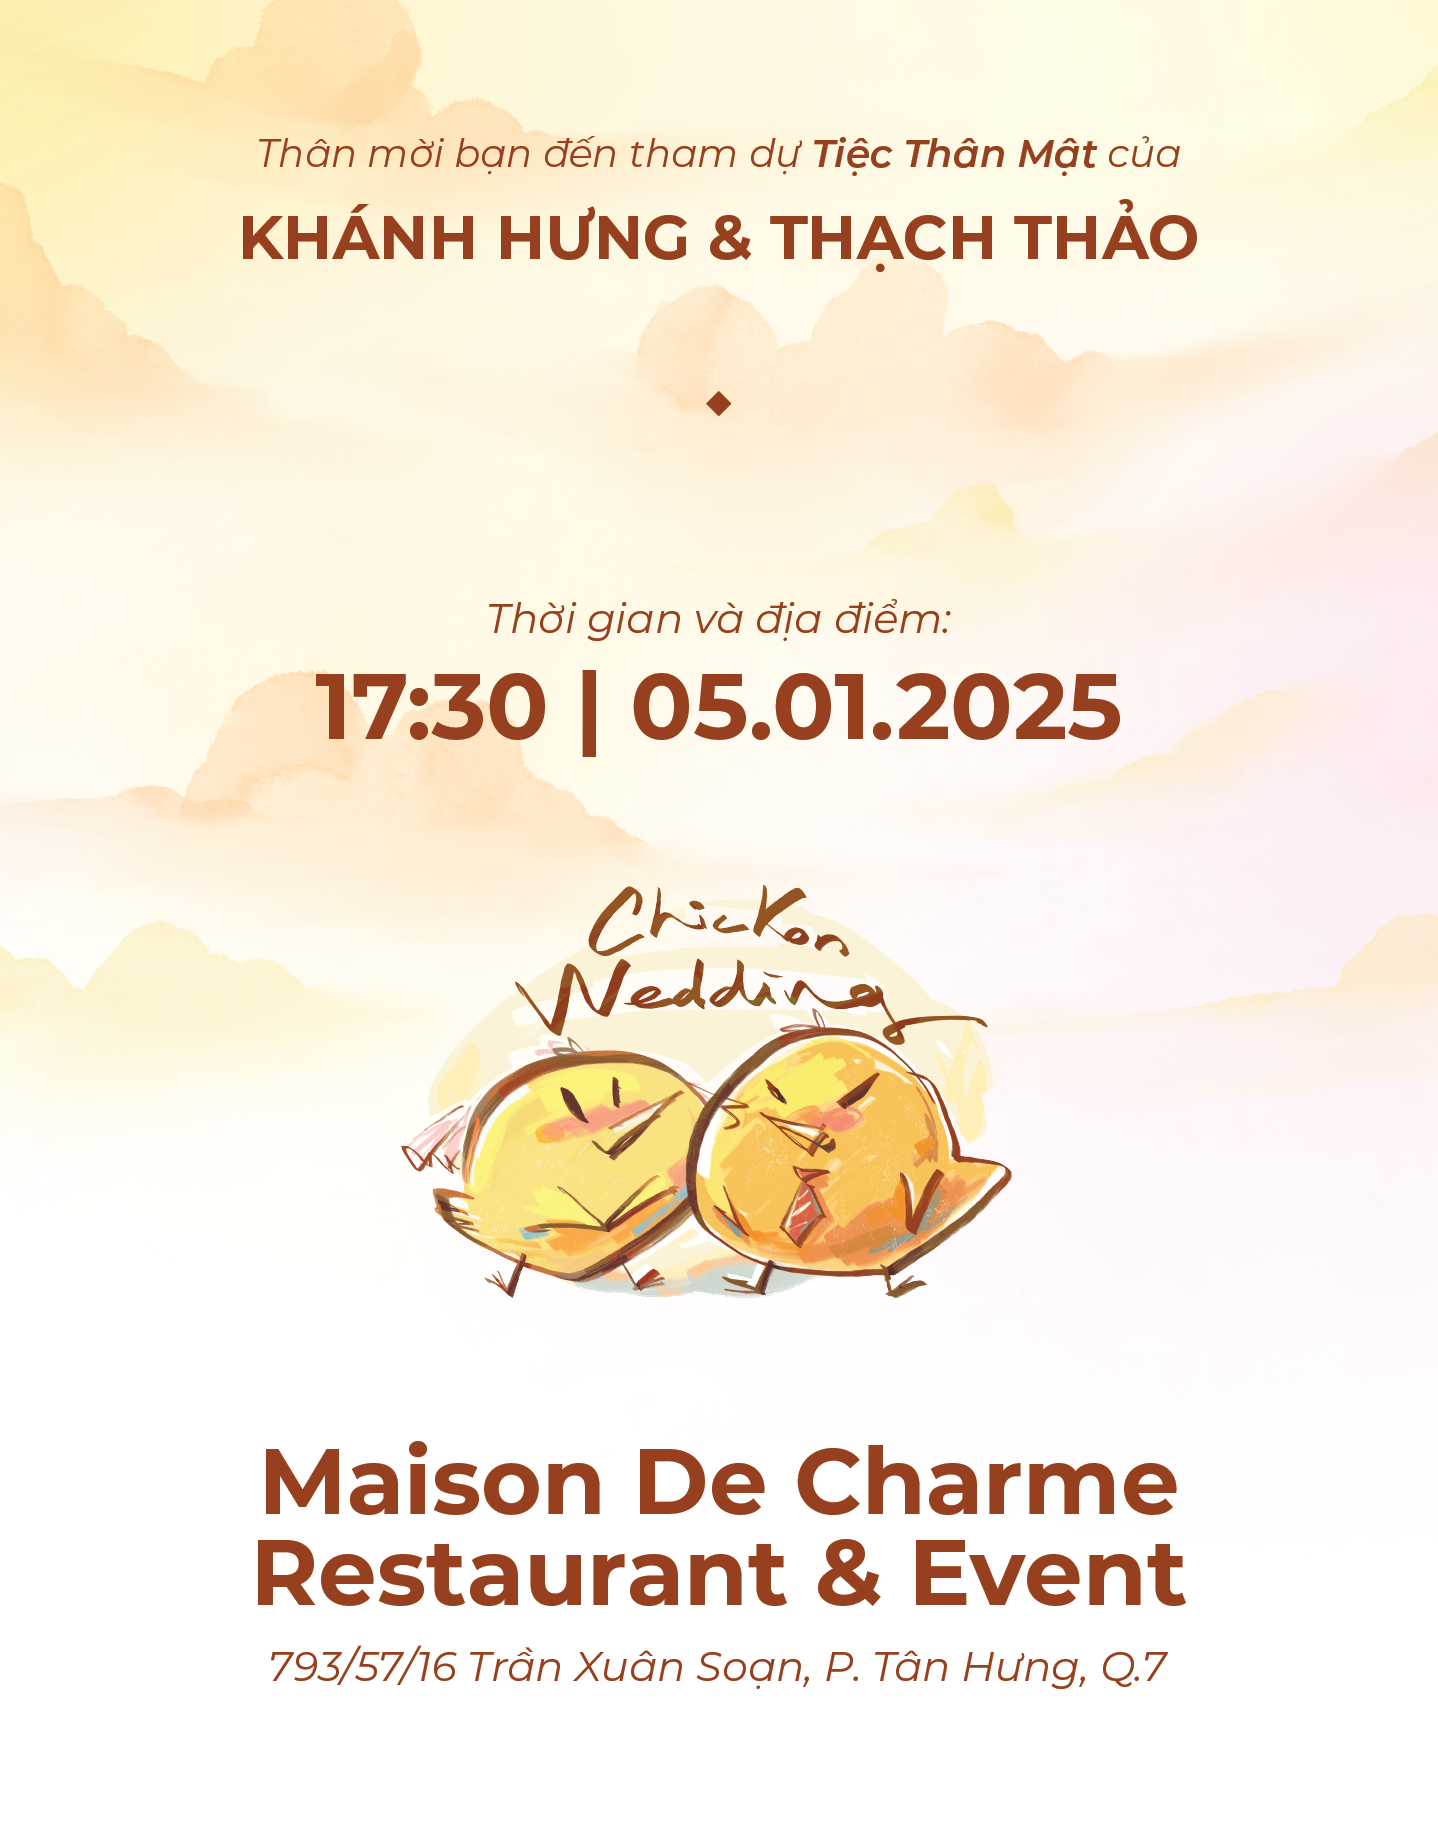 Thân mời bạn đến tham dự Tiệc Thân Mật của
KHÁNH HƯNG & THẠCH THẢO
Thời gian và địa điểm:
17:30 | 05.01.2025
Chicken
Wedding
Maison De Charme
Restaurant & Event
793/57/16 Trần Xuân Soạn, P. Tân Hưng, Q.7